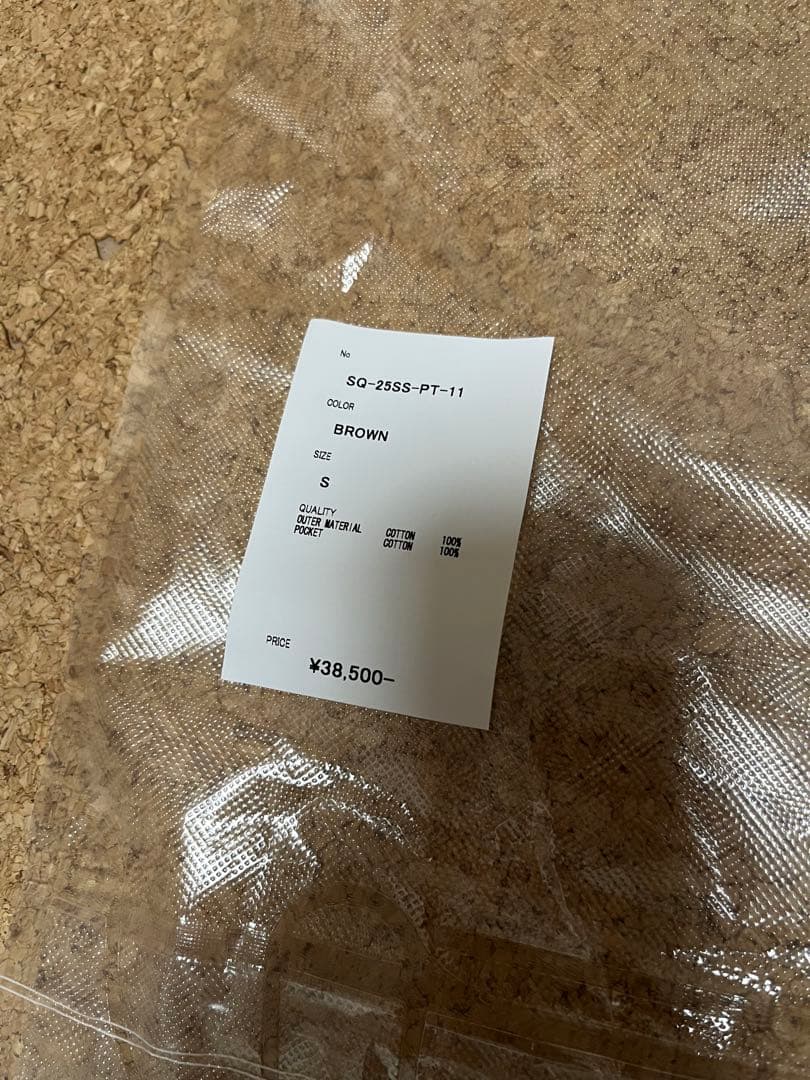 No
SQ-25SS-PT-11
COLOR
BROWN
SIZE
S
QUALITY
OUTER MATERIAL COTTON 100%
POCKET COTTON 100%
PRICE
¥38,500-